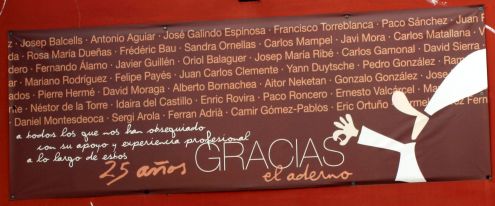 · Josep Balcells · Antonio Aguiar · José Galindo Espinosa · Francisco Torreblanca · Paco Sánchez · Juan
Rosa María Dueñas · Frédéric Bau · Sandra Ornellas · Carlos Mampel · Javi Mora · Carlos Matallana ·
dero · Fernando Álamo · Javier Guillén · Oriol Balaguer · Josep María Ribé · Carlos Gamonal · David Sierra
· Mariano Rodríguez · Felipe Payés · Juan Carlos Clemente · Yann Duytsche · Pedro González · Ramón
· Pierre Hermé · David Moraga · Alberto Bornachea · Aitor Neketan · Gonzalo González · José
· Néstor de la Torre · Idaira del Castillo · Enric Rovira · Paco Roncero · Ernesto Valcárcel ·
Daniel Montesdeoca · Sergi Arola · Ferran Adrià · Camir Gómez-Pablos · Eric Ortuño ·
a todos los que nos han obsequiado
con su apoyo y experiencia profesional
a lo largo de estos
25 años GRACIAS
el aderno